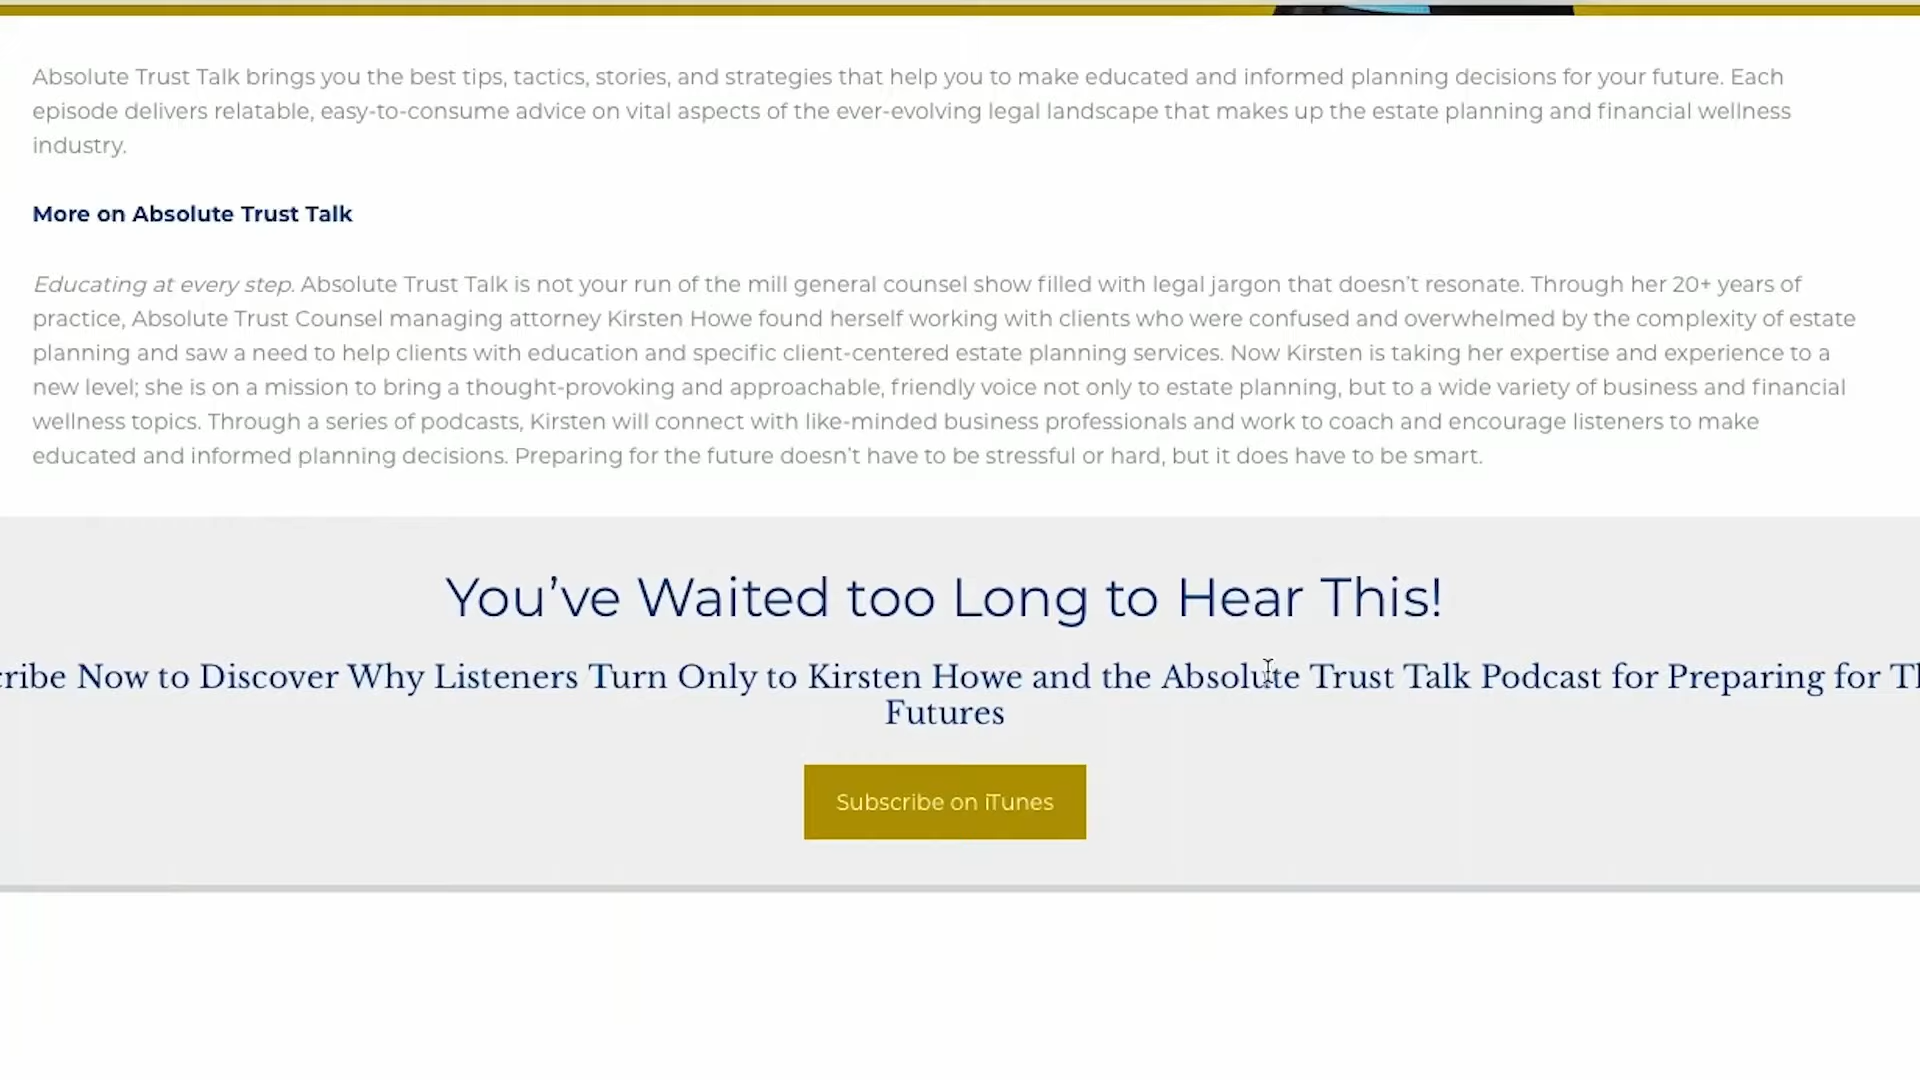 Absolute Trust Talk brings you the best tips, tactics, stories, and strategies that help you to make educated and informed planning decisions for your future. Each
episode delivers relatable, easy-to-consume advice on vital aspects of the ever-evolving legal landscape that makes up the estate planning and financial wellness
industry.
More on Absolute Trust Talk
Educating at every step. Absolute Trust Talk is not your run of the mill general counsel show filled with legal jargon that doesn’t resonate. Through her 20+ years of
practice, Absolute Trust Counsel managing attorney Kirsten Howe found herself working with clients who were confused and overwhelmed by the complexity of estate
planning and saw a need to help clients with education and specific client-centered estate planning services. Now Kirsten is taking her expertise and experience to a
new level; she is on a mission to bring a thought-provoking and approachable, friendly voice not only to estate planning, but to a wide variety of business and financial
wellness topics. Through a series of podcasts, Kirsten will connect with like-minded business professionals and work to coach and encourage listeners to make
educated and informed planning decisions. Preparing for the future doesn’t have to be stressful or hard, but it does have to be smart.
You’ve Waited too Long to Hear This!
Now to Discover Why Listeners Turn Only to Kirsten Howe and the Absolute Trust Talk Podcast for Preparing for
Futures
Subscribe on iTunes